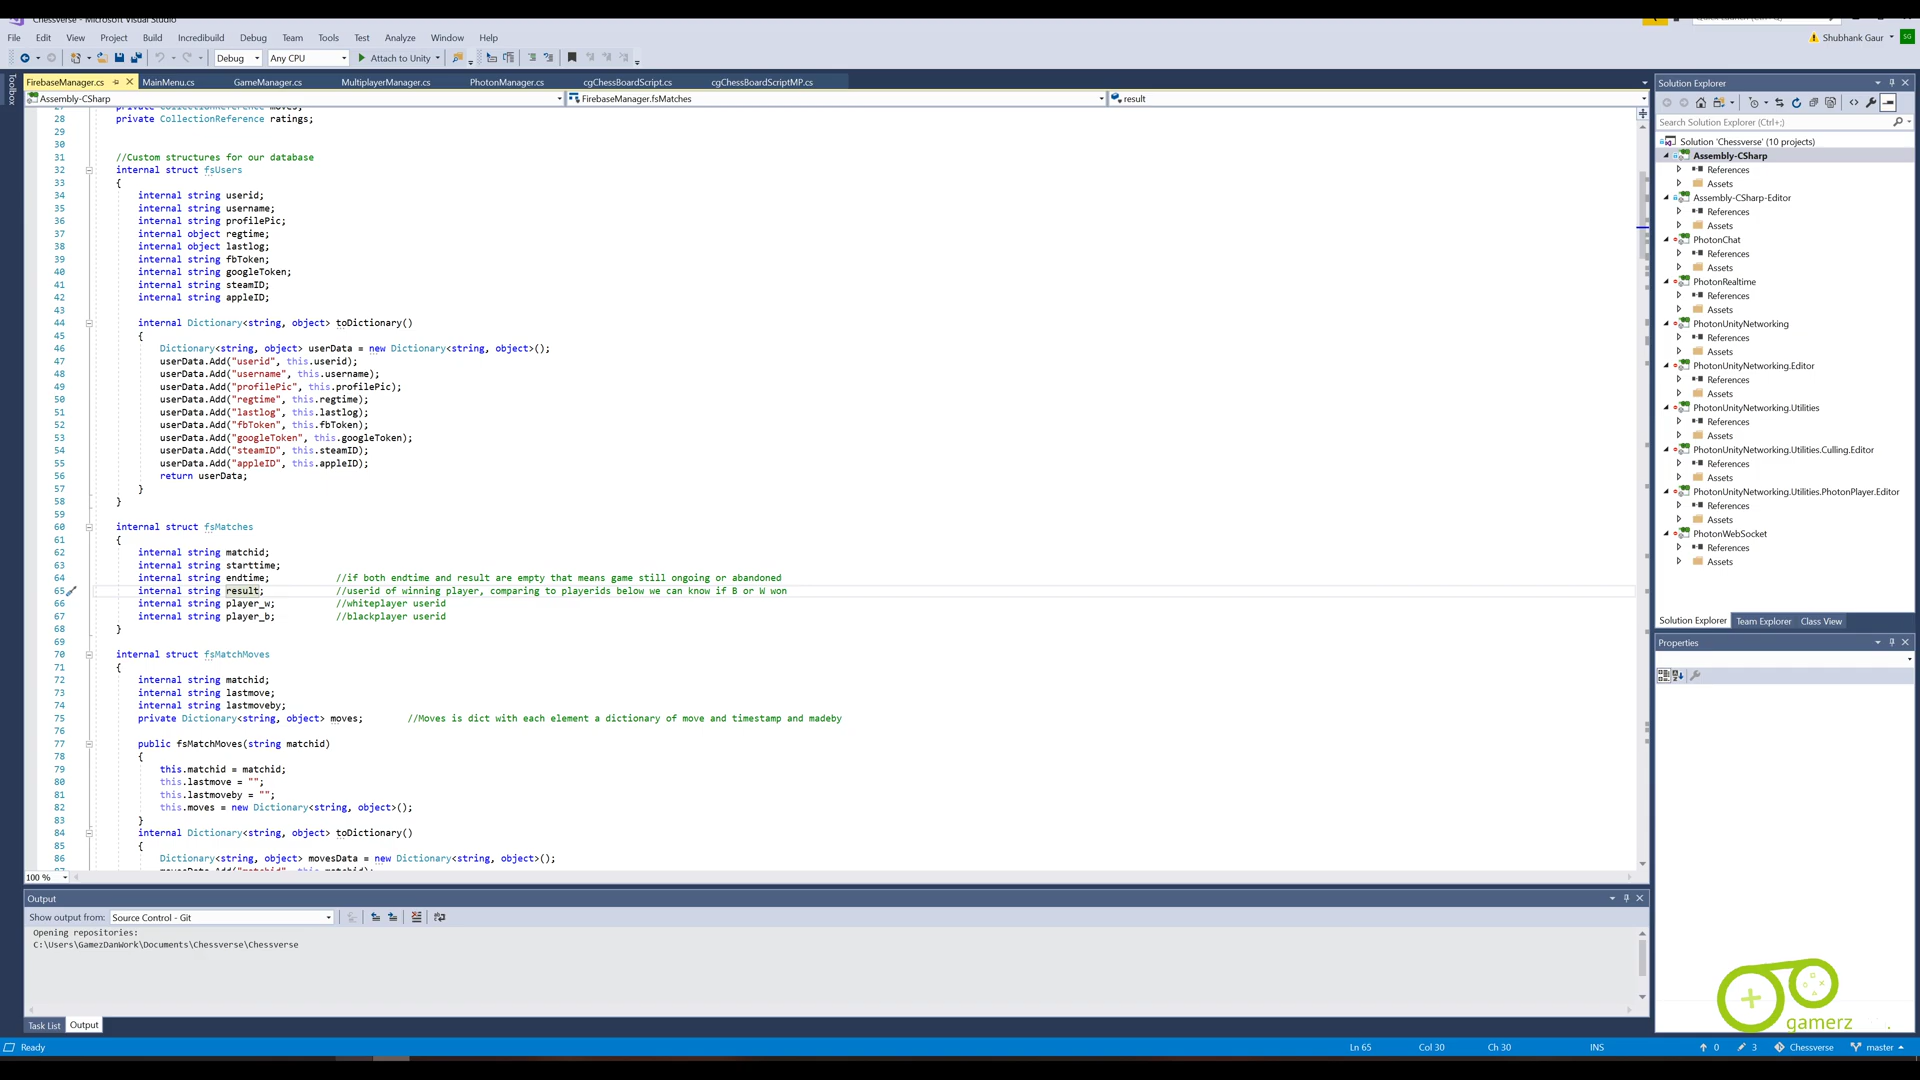 Chessverse - Microsoft Visual Studio
File Edit View Project Build Incredibuild Debug Team Tools Test Analyze Window Help
Shubhank Gaur SG
Debug Any CPU Attach to Unity
Toolbox
FirebaseManager.cs MainMenu.cs GameManager.cs MultiplayerManager.cs PhotonManager.cs cgChessBoardScript.cs cgChessBoardScriptMP.cs
Assembly-CSharp FirebaseManager.fsMatches result
27 private CollectionReference moves;
28 private CollectionReference ratings;
29
30
31 //Custom structures for our database
32 internal struct fsUsers
33 {
34 internal string userid;
35 internal string username;
36 internal string profilePic;
37 internal object regtime;
38 internal object lastlog;
39 internal string fbToken;
40 internal string googleToken;
41 internal string steamID;
42 internal string appleID;
43
44 internal Dictionary<string, object> toDictionary()
45 {
46 Dictionary<string, object> userData = new Dictionary<string, object>();
47 userData.Add("userid", this.userid);
48 userData.Add("username", this.username);
49 userData.Add("profilePic", this.profilePic);
50 userData.Add("regtime", this.regtime);
51 userData.Add("lastlog", this.lastlog);
52 userData.Add("fbToken", this.fbToken);
53 userData.Add("googleToken", this.googleToken);
54 userData.Add("steamID", this.steamID);
55 userData.Add("appleID", this.appleID);
56 return userData;
57 }
58 }
59
60 internal struct fsMatches
61 {
62 internal string matchid;
63 internal string starttime;
64 internal string endtime; //if both endtime and result are empty that means game still ongoing or abandoned
65 internal string result; //userid of winning player, comparing to playerids below we can know if B or W won
66 internal string player_w; //whiteplayer userid
67 internal string player_b; //blackplayer userid
68 }
69
70 internal struct fsMatchMoves
71 {
72 internal string matchid;
73 internal string lastmove;
74 internal string lastmoveby;
75 private Dictionary<string, object> moves; //Moves is dict with each element a dictionary of move and timestamp and madeby
76
77 public fsMatchMoves(string matchid)
78 {
79 this.matchid = matchid;
80 this.lastmove = "";
81 this.lastmoveby = "";
82 this.moves = new Dictionary<string, object>();
83 }
84 internal Dictionary<string, object> toDictionary()
85 {
86 Dictionary<string, object> movesData = new Dictionary<string, object>();
87 movesData.Add("matchid", this.matchid);
100 %
Output
Show output from: Source Control - Git
Opening repositories:
C:\Users\GamezDanWork\Documents\Chessverse\Chessverse
Task List Output
Solution Explorer
Search Solution Explorer (Ctrl+;)
Solution 'Chessverse' (10 projects)
Assembly-CSharp
References
Assets
Assembly-CSharp-Editor
References
Assets
PhotonChat
References
Assets
PhotonRealtime
References
Assets
PhotonUnityNetworking
References
Assets
PhotonUnityNetworking.Editor
References
Assets
PhotonUnityNetworking.Utilities
References
Assets
PhotonUnityNetworking.Utilities.Culling.Editor
References
Assets
PhotonUnityNetworking.Utilities.PhotonPlayer.Editor
References
Assets
PhotonWebSocket
References
Assets
Solution Explorer Team Explorer Class View
Properties
gamerz
Ready Ln 65 Col 30 Ch 30 INS 0 3 Chessverse master